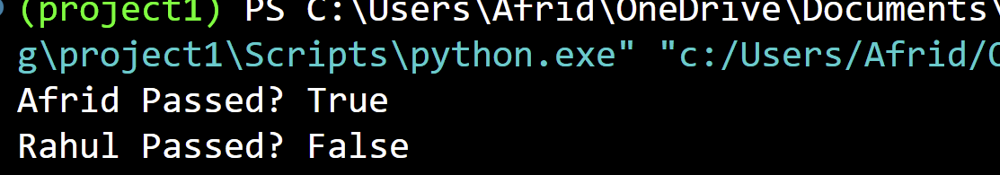 (project1) PS C:\Users\Afrid\OneDrive\Documents\
g\project1\Scripts\python.exe" "c:/Users/Afrid/
Afrid Passed? True
Rahul Passed? False